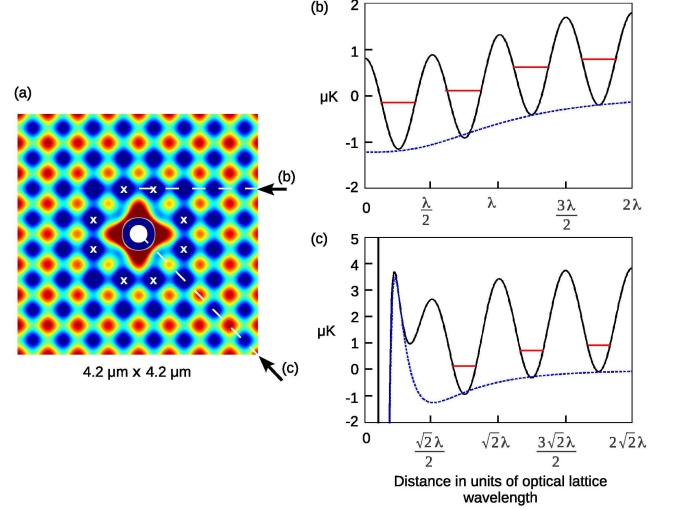 (a)
x x
x x
x x
x x
(b)
(c)
4.2 µm x 4.2 µm
(b)
2
1
0
-1
-2
µK
0 λ/2 λ 3λ/2 2λ
(c)
5
4
3
2
1
0
-1
-2
µK
0 √2λ/2 √2λ 3√2λ/2 2√2λ
Distance in units of optical lattice
wavelength